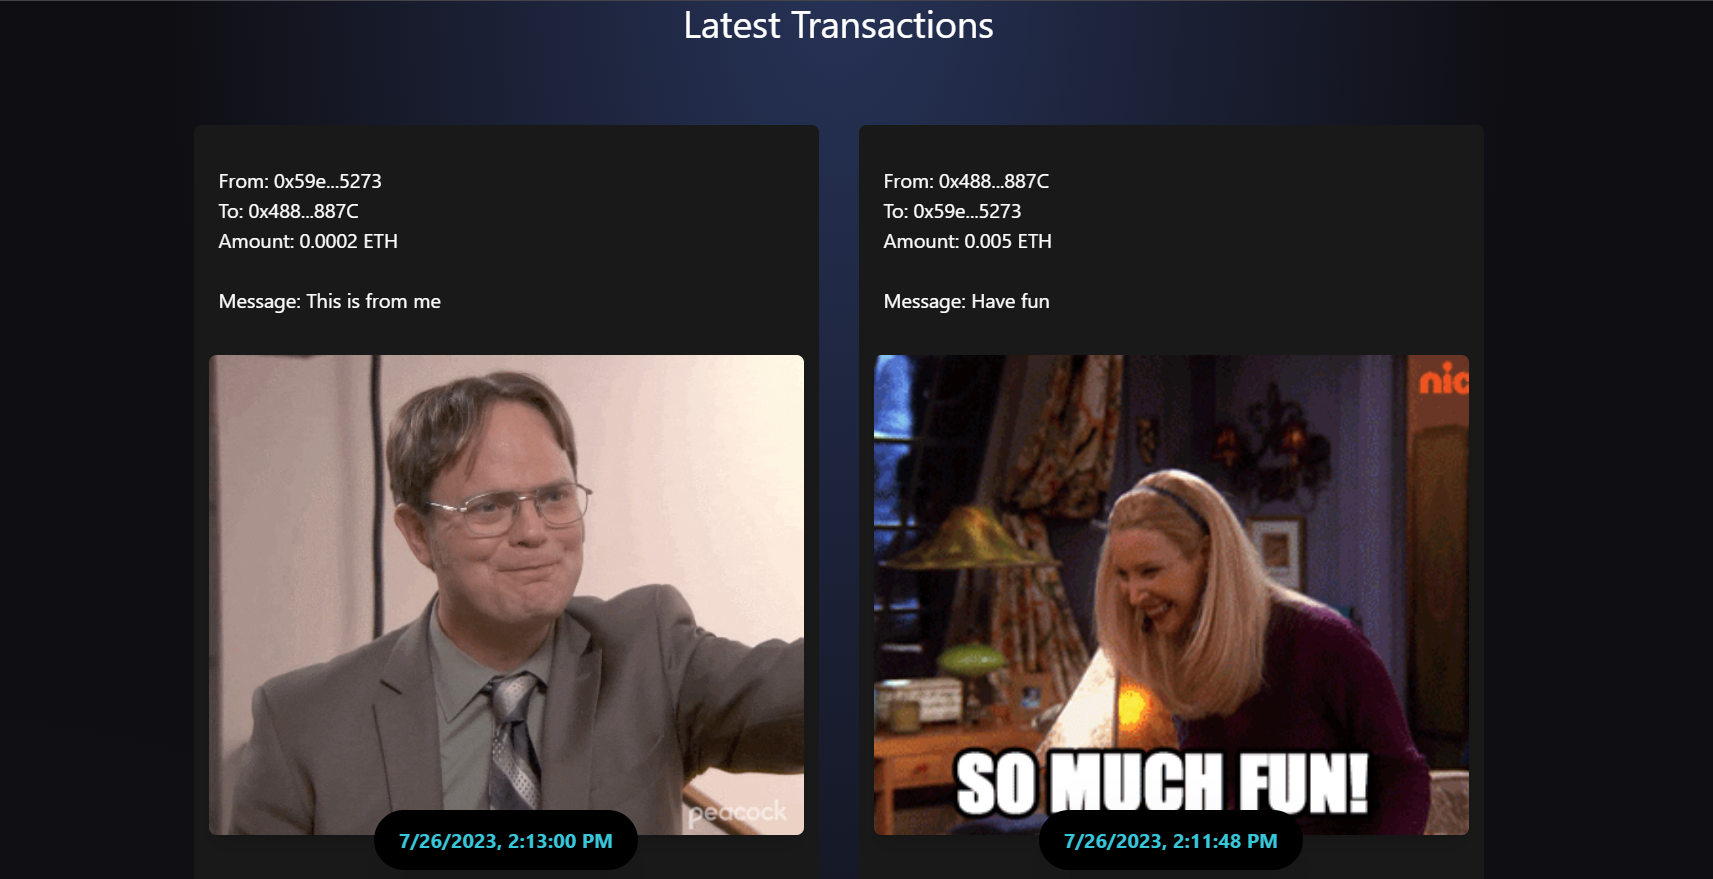 Latest Transactions
From: 0x59e...5273
To: 0x488...887C
Amount: 0.0002 ETH
Message: This is from me
peacock
7/26/2023, 2:13:00 PM
From: 0x488...887C
To: 0x59e...5273
Amount: 0.005 ETH
Message: Have fun
nic
SO MUCH FUN!
7/26/2023, 2:11:48 PM